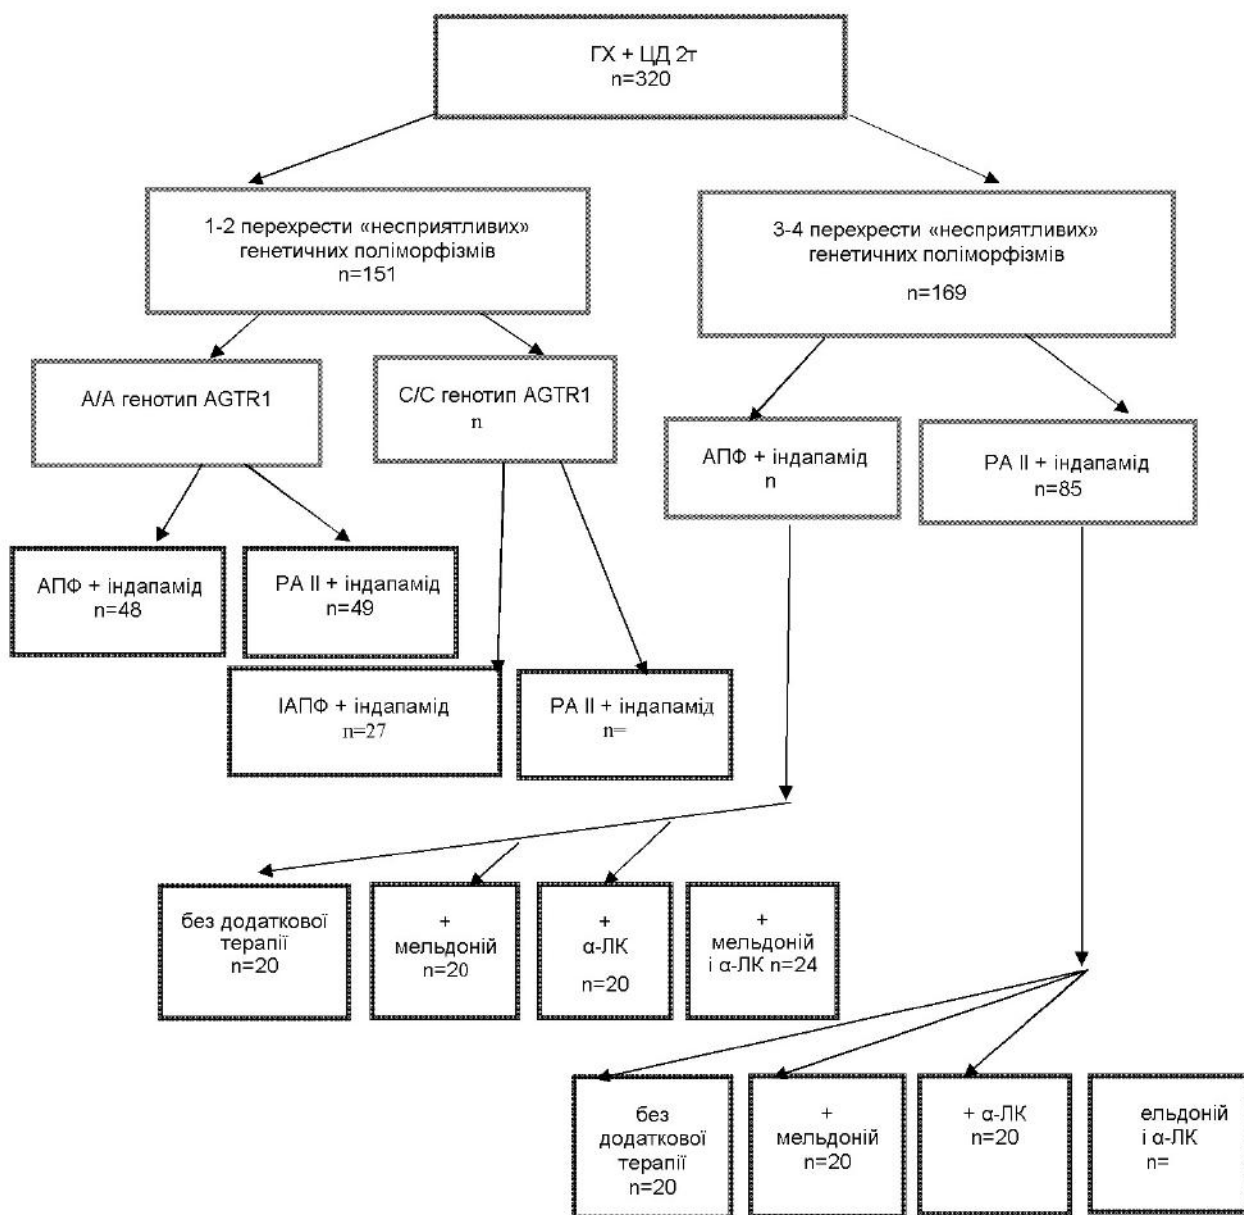 ГХ + ЦД 2т
n=320
1-2 перехрести «несприятливих»
генетичних поліморфізмів
n=151
3-4 перехрести «несприятливих»
генетичних поліморфізмів
n=169
А/А генотип AGTR1
С/С генотип AGTR1
n
АПФ + індапамід
n
РА ІІ + індапамід
n=85
АПФ + індапамід
n=48
РА ІІ + індапамід
n=49
ІАПФ + індапамід
n=27
РА ІІ + індапамід
n=
без додаткової
терапії
n=20
+
мельдоній
n=20
+
α-ЛК
n=20
+
мельдоній
і α-ЛК n=24
без
додаткової
терапії
n=20
+
мельдоній
n=20
+ α-ЛК
n=20
ельдоній
і α-ЛК
n=